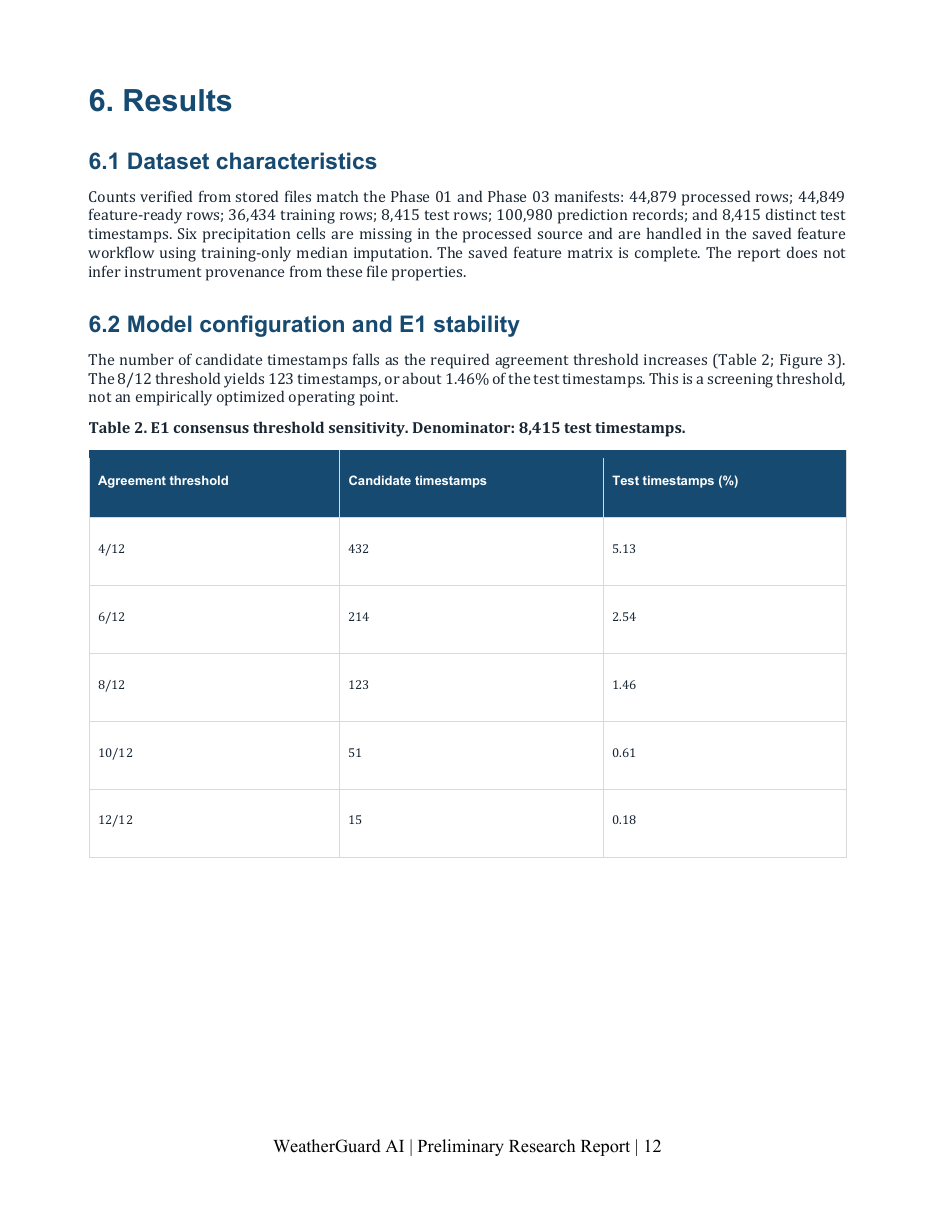 6. Results
6.1 Dataset characteristics
Counts verified from stored files match the Phase 01 and Phase 03 manifests: 44,879 processed rows; 44,849
feature-ready rows; 36,434 training rows; 8,415 test rows; 100,980 prediction records; and 8,415 distinct test
timestamps. Six precipitation cells are missing in the processed source and are handled in the saved feature
workflow using training-only median imputation. The saved feature matrix is complete. The report does not
infer instrument provenance from these file properties.
6.2 Model configuration and E1 stability
The number of candidate timestamps falls as the required agreement threshold increases (Table 2; Figure 3).
The 8/12 threshold yields 123 timestamps, or about 1.46% of the test timestamps. This is a screening threshold,
not an empirically optimized operating point.
Table 2. E1 consensus threshold sensitivity. Denominator: 8,415 test timestamps.
Agreement threshold Candidate timestamps Test timestamps (%)
4/12 432 5.13
6/12 214 2.54
8/12 123 1.46
10/12 51 0.61
12/12 15 0.18
WeatherGuard AI | Preliminary Research Report | 12